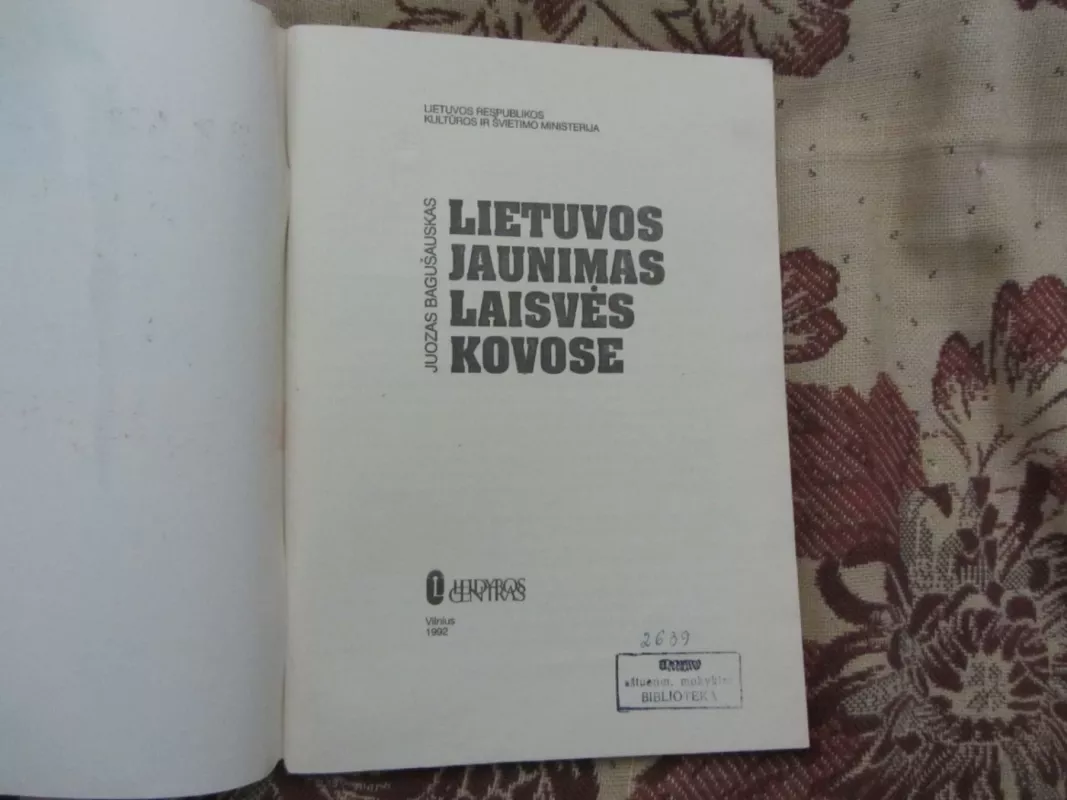 LIETUVOS RESPUBLIKOS
KULTŪROS IR ŠVIETIMO MINISTERIJA
JUOZAS BAGUŠAUSKAS
LIETUVOS
JAUNIMAS
LAISVĖS
KOVOSE
LEIDYBOS
CENTRAS
Vilnius
1992
2639
BIBLIOTEKA